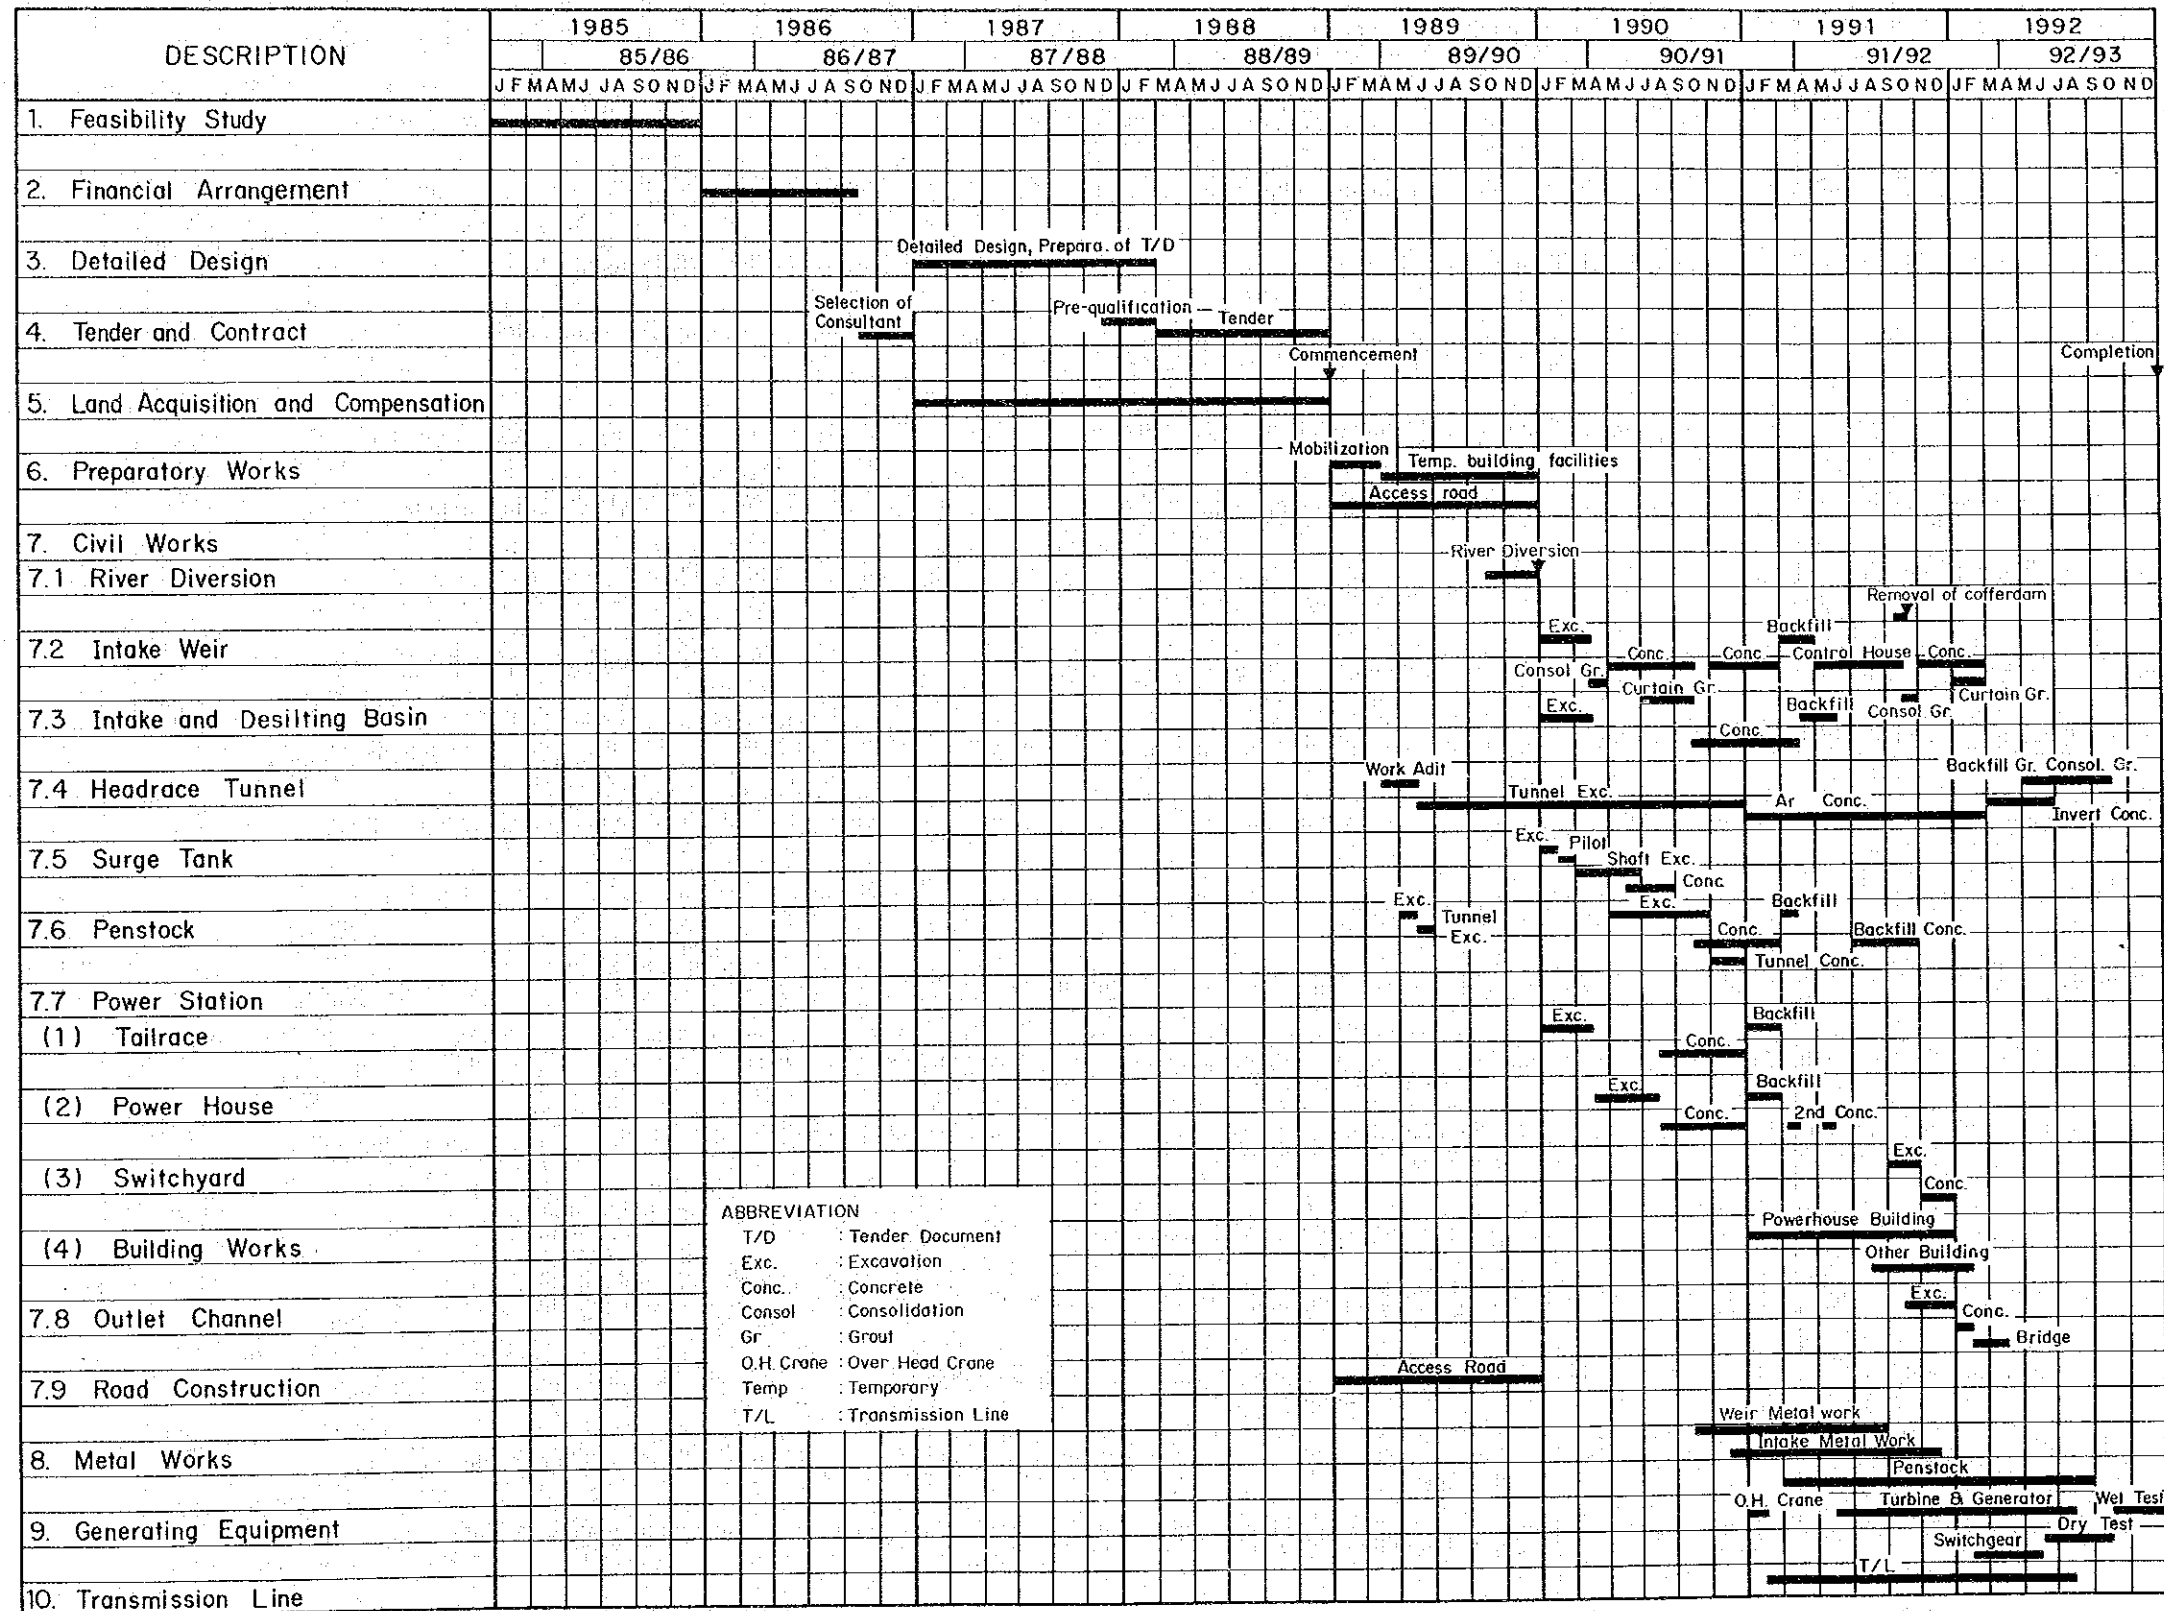 DESCRIPTION
1985 1986 1987 1988 1989 1990 1991 1992
85/86 86/87 87/88 88/89 89/90 90/91 91/92 92/93
J F M A M J J A S O N D J F M A M J J A S O N D J F M A M J J A S O N D J F M A M J J A S O N D J F M A M J J A S O N D J F M A M J J A S O N D J F M A M J J A S O N D J F M A M J J A S O N D
1. Feasibility Study
2. Financial Arrangement
Detailed Design, Prepara. of T/D
3. Detailed Design
Selection of
Consultant
Pre-qualification
Tender
4. Tender and Contract
Commencement
Completion
5. Land Acquisition and Compensation
Mobilization
Temp. building facilities
6. Preparatory Works
Access road
7. Civil Works
River Diversion
7.1 River Diversion
Removal of cofferdam
Exc. Backfill
7.2 Intake Weir
Conc. Conc. Control House Conc.
Consol Gr. Curtain Gr. Consol Gr. Curtain Gr.
7.3 Intake and Desilting Basin
Exc. Backfill
Conc.
Work Adit
Backfill Gr. Consol. Gr.
7.4 Headrace Tunnel
Tunnel Exc. Ar Conc. Invert Conc.
Exc. Pilot
7.5 Surge Tank
Shaft Exc.
Conc
Exc. Tunnel Exc. Exc. Backfill
7.6 Penstock
Conc. Backfill Conc.
Tunnel Conc.
7.7 Power Station
(1) Tailrace
Exc. Backfill
Conc.
Exc. Backfill
(2) Power House
Conc. 2nd Conc.
Exc.
(3) Switchyard
Conc.
Powerhouse Building
(4) Building Works
Other Building
Exc.
7.8 Outlet Channel
Conc.
Bridge
Access Road
7.9 Road Construction
Weir Metal work
Intake Metal Work
8. Metal Works
Penstock
O.H. Crane Turbine & Generator Wet Test
9. Generating Equipment
Dry Test
Switchgear
T/L
10. Transmission Line
ABBREVIATION
T/D : Tender Document
Exc. : Excavation
Conc. : Concrete
Consol : Consolidation
Gr : Grout
O.H. Crane : Over Head Crane
Temp : Temporary
T/L : Transmission Line